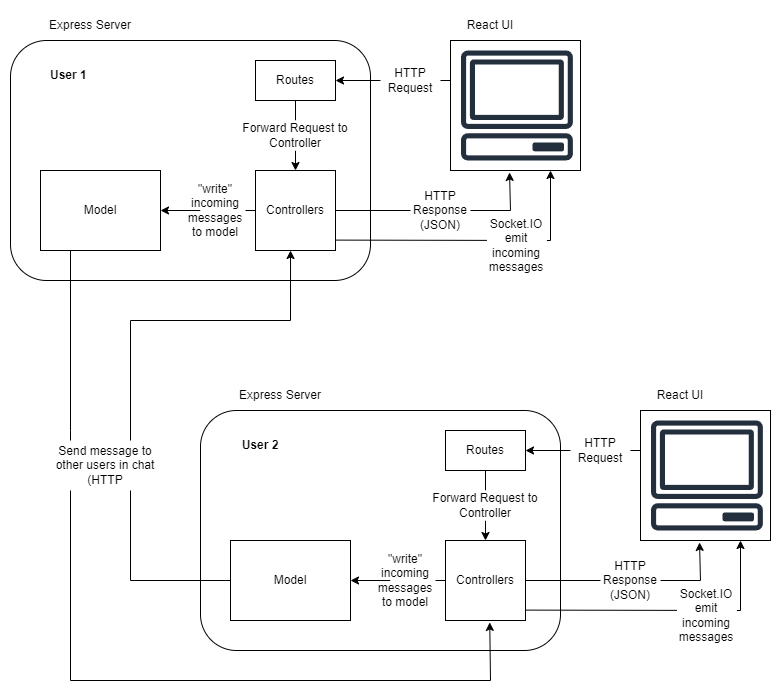 Express Server
React UI
User 1
Routes
HTTP
Request
Forward Request to
Controller
Model
"write"
incoming
messages
to model
Controllers
HTTP
Response
(JSON)
Socket.IO
emit
incoming
messages
Express Server
React UI
User 2
Routes
HTTP
Request
Send message to
other users in chat
(HTTP
Forward Request to
Controller
Model
"write"
incoming
messages
to model
Controllers
HTTP
Response
(JSON)
Socket.IO
emit
incoming
messages